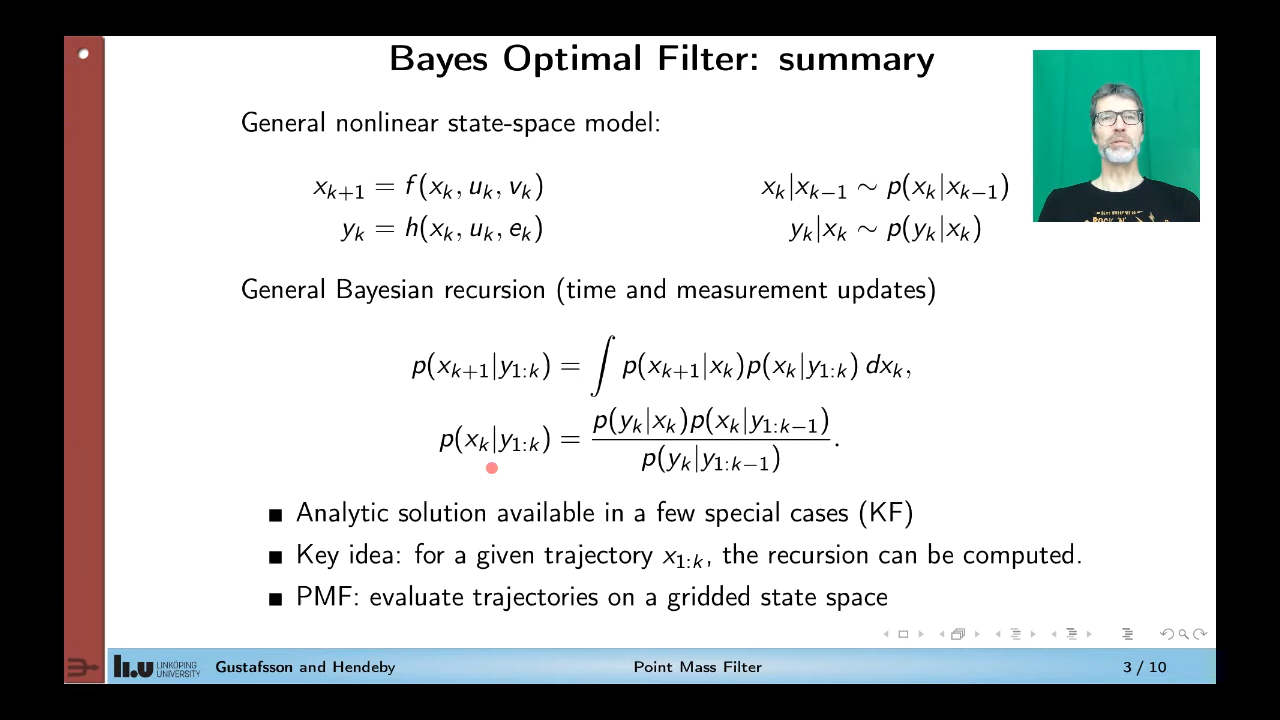 Bayes Optimal Filter: summary
General nonlinear state-space model:
x_{k+1} = f(x_k, u_k, v_k) x_k|x_{k−1} ∼ p(x_k|x_{k−1})
y_k = h(x_k, u_k, e_k) y_k|x_k ∼ p(y_k|x_k)
General Bayesian recursion (time and measurement updates)
p(x_{k+1}|y_{1:k}) = ∫ p(x_{k+1}|x_k)p(x_k|y_{1:k}) dx_k,
p(x_k|y_{1:k}) = \frac{p(y_k|x_k)p(x_k|y_{1:k−1})}{p(y_k|y_{1:k−1})}.
■ Analytic solution available in a few special cases (KF)
■ Key idea: for a given trajectory x_{1:k}, the recursion can be computed.
■ PMF: evaluate trajectories on a gridded state space
li.u LINKÖPING
UNIVERSITY
Gustafsson and Hendeby Point Mass Filter 3 / 10